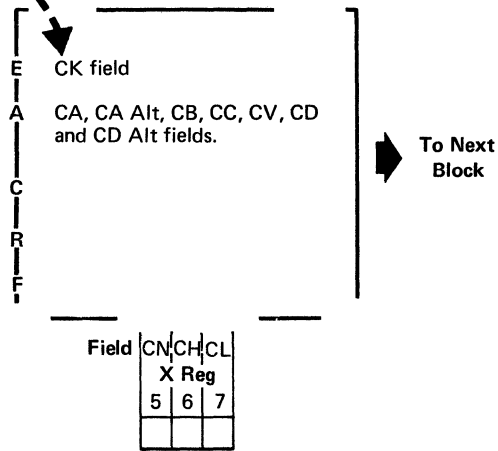 E CK field
A CA, CA Alt, CB, CC, CV, CD
and CD Alt fields.
To Next
Block
C
R
F
Field CN CH CL
X Reg
5 6 7